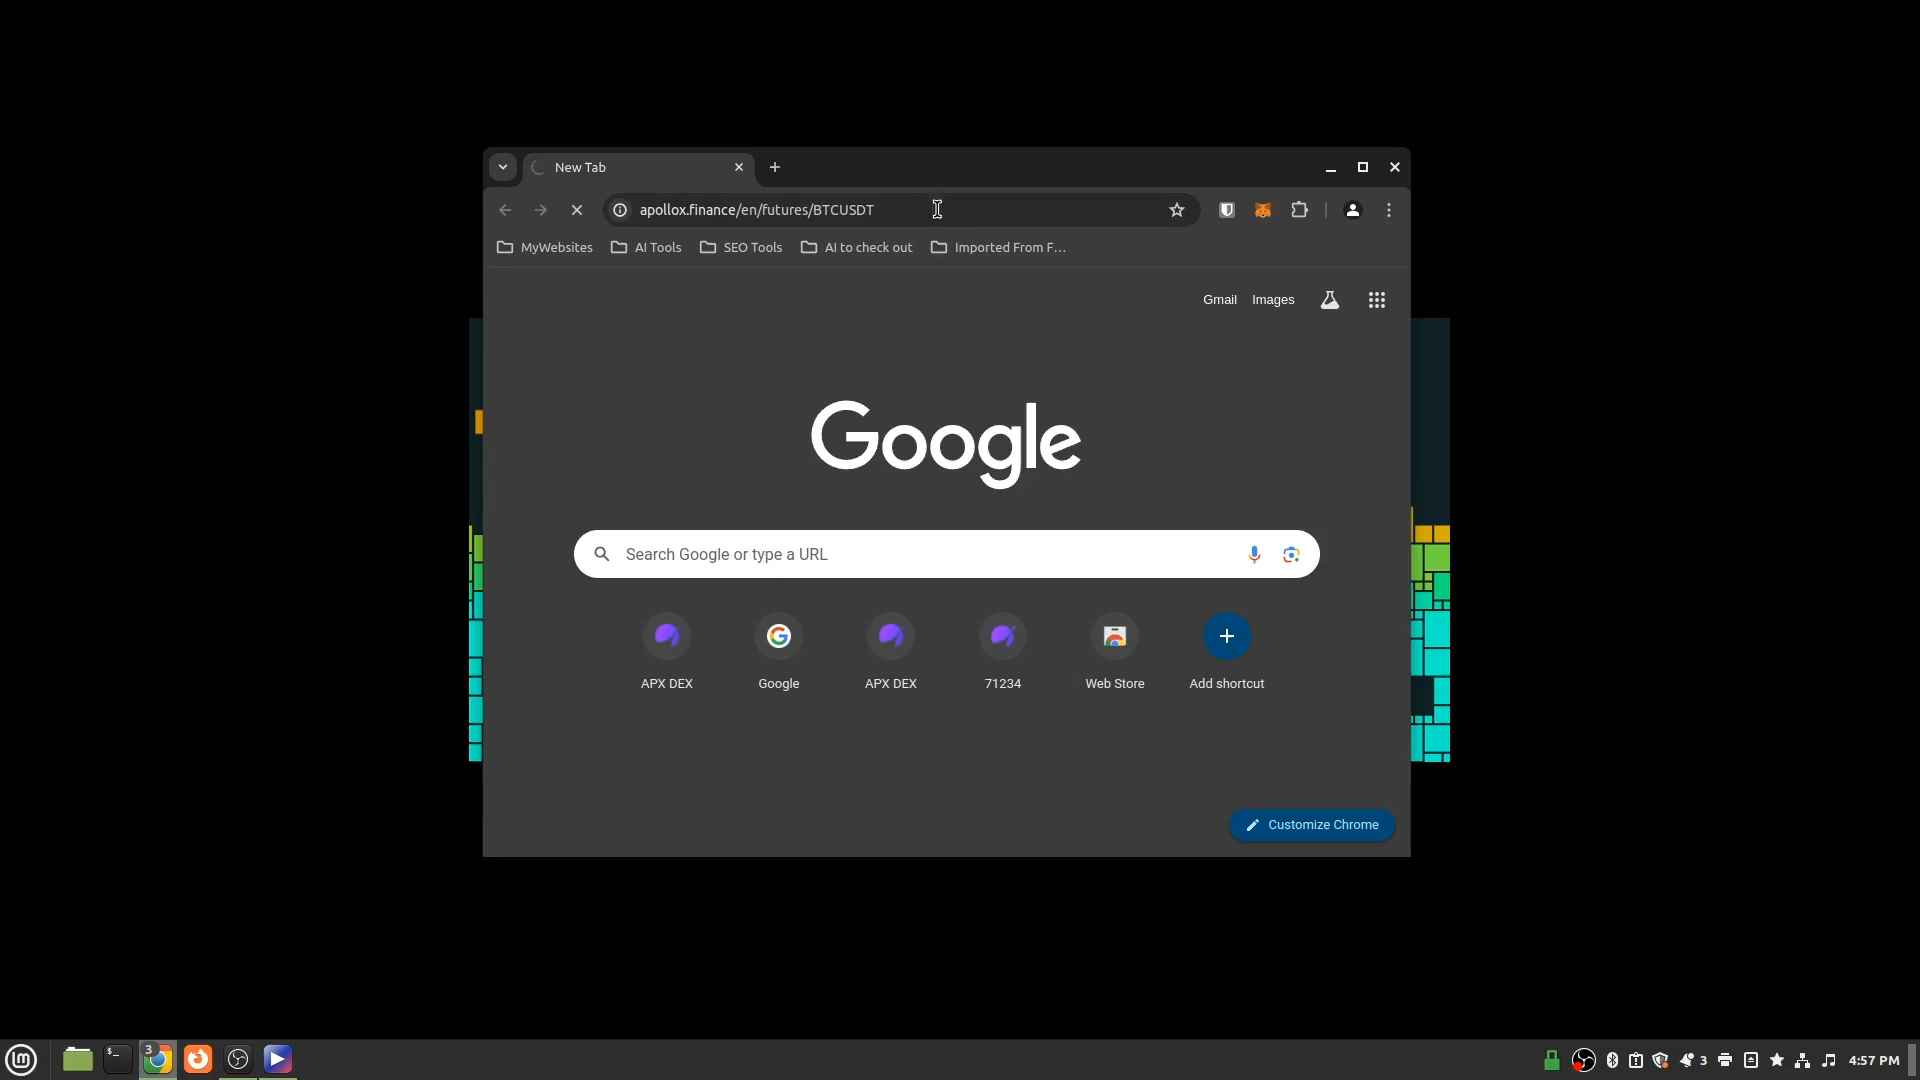 New Tab
apollox.finance/en/futures/BTCUSDT
MyWebsites AI Tools SEO Tools AI to check out Imported From F...
Gmail Images
Google
Search Google or type a URL
APX DEX Google APX DEX 71234 Web Store Add shortcut
Customize Chrome
3 3 4:57 PM